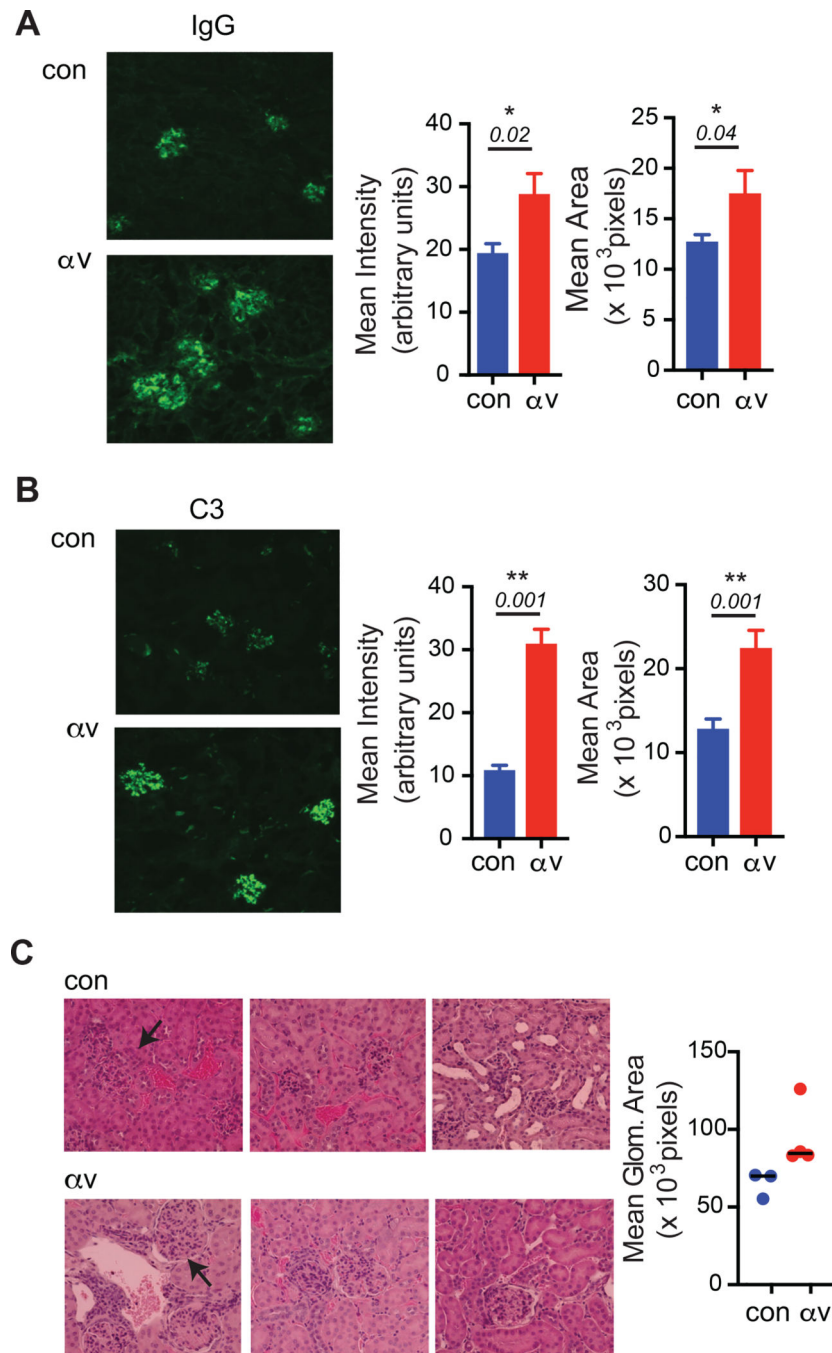 A
IgG
con
αv
Mean Intensity
(arbitrary units)
40
30
20
10
0
*
0.02
con αv
Mean Area
(x 10³pixels)
25
20
15
10
5
0
*
0.04
con αv
B
C3
con
αv
Mean Intensity
(arbitrary units)
40
30
20
10
0
**
0.001
con αv
Mean Area
(x 10³pixels)
30
20
10
0
**
0.001
con αv
C
con
αv
Mean Glom. Area
(x 10³pixels)
150
100
50
0
con αv